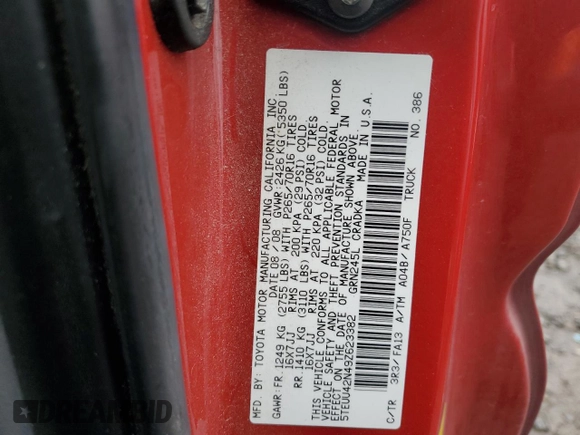 MFD. BY: TOYOTA MOTOR MANUFACTURING CALIFORNIA INC
DATE 08/08 GVWR:2426 KG(5350 LBS)
GAWR:FR.1249 KG (2755 LBS) WITH P265/70R16 TIRES
16X7JJ RIMS AT 200 KPA (29 PSI) COLD
RR.1410 KG (3110 LBS) WITH P265/70R16 TIRES
16X7JJ RIMS AT 220 KPA (32 PSI) COLD
THIS VEHICLE CONFORMS TO ALL APPLICABLE FEDERAL MOTOR
VEHICLE SAFETY AND THEFT PREVENTION STANDARDS IN
EFFECT ON THE DATE OF MANUFACTURE SHOWN ABOVE.
5TEUU42N49Z623382 GRN245L CRADKA MADE IN U.S.A.
C/TR 3R3/FA13 A/TM A04B/A750F TRUCK NO. 386
AUTOHELPERBOT